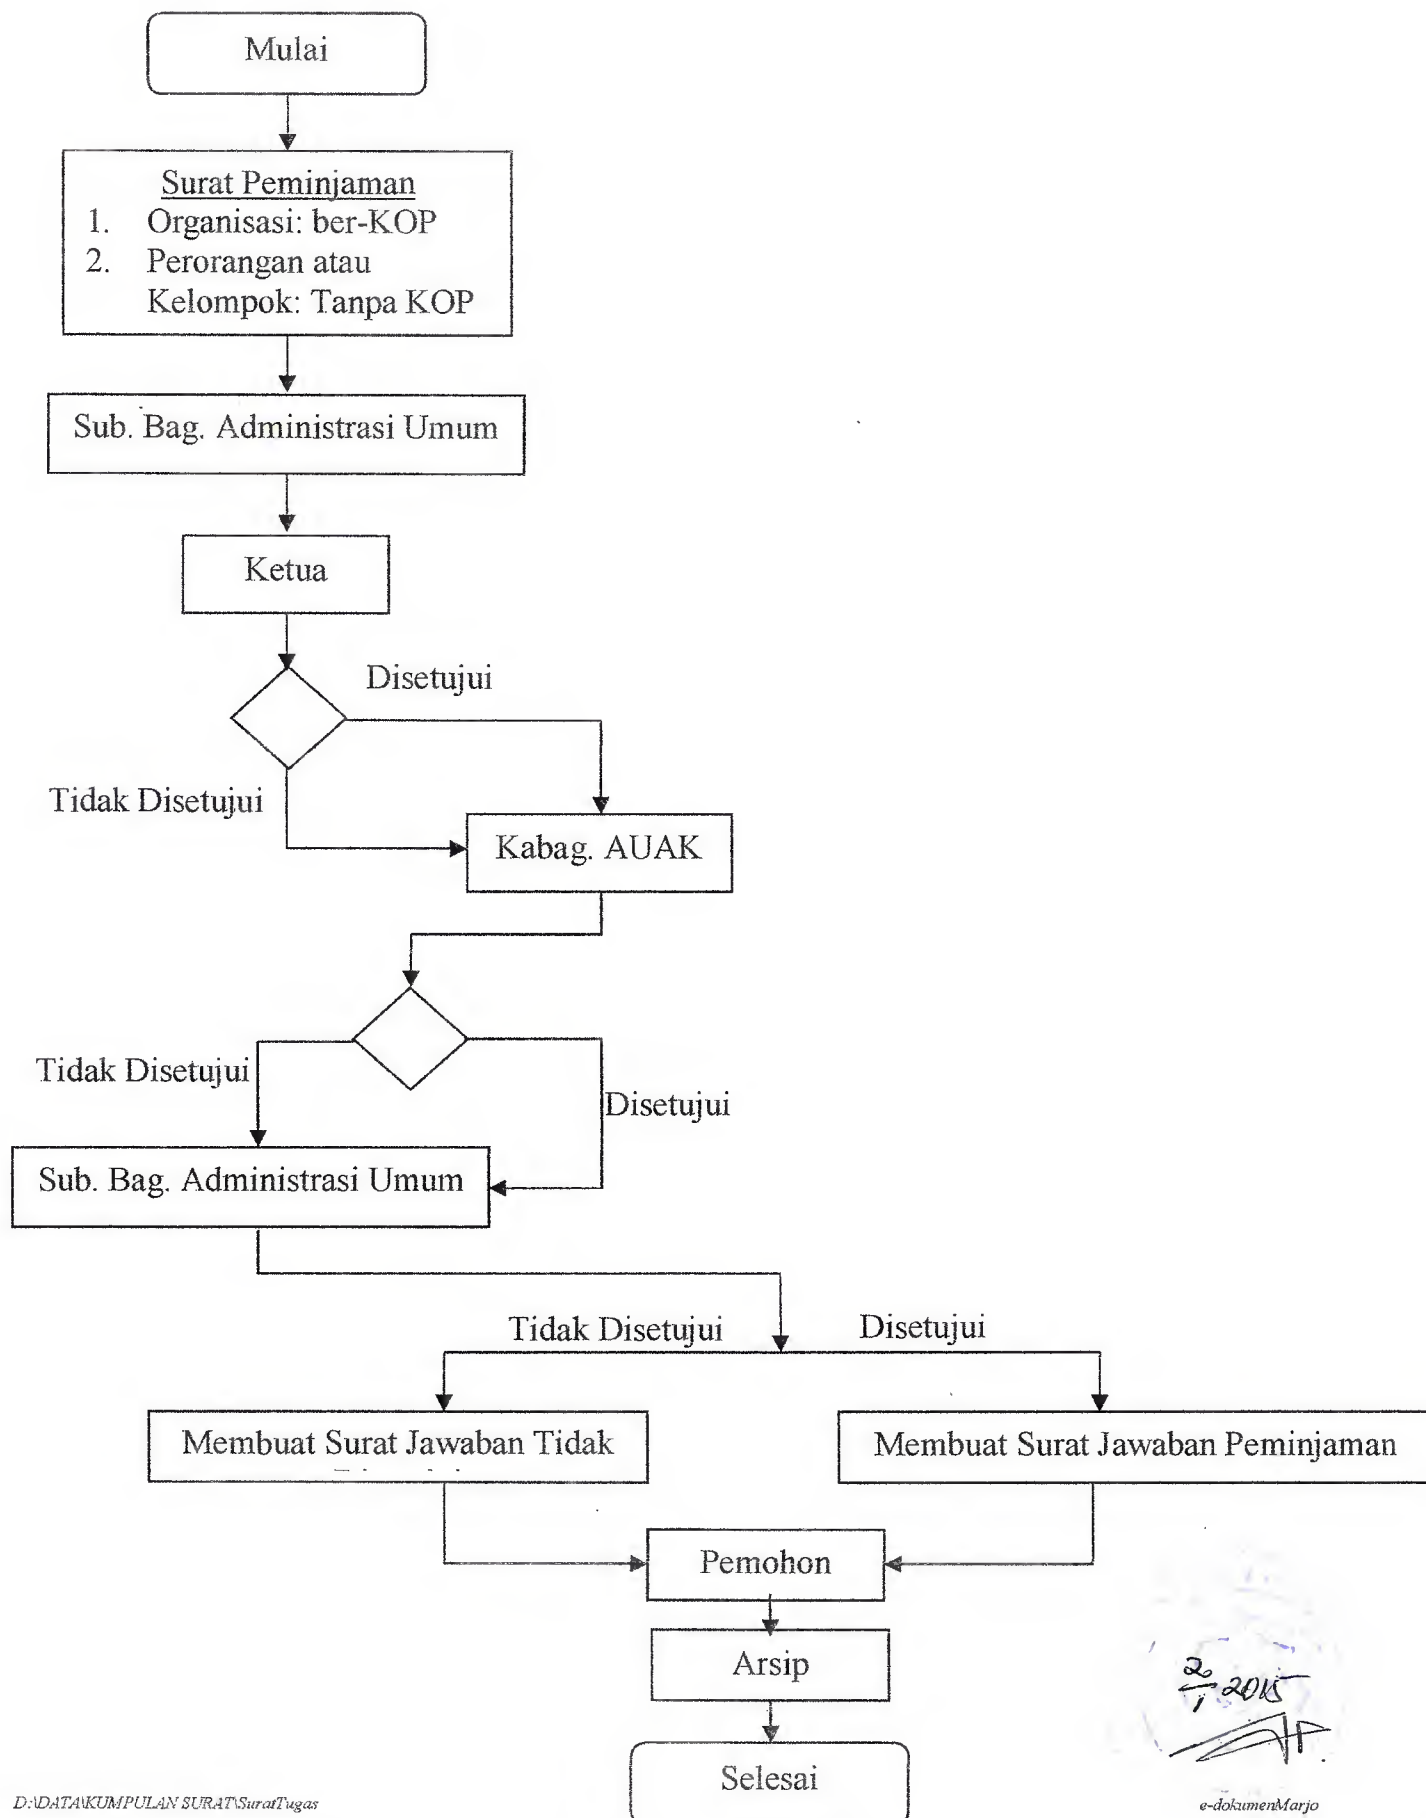 Mulai
Surat Peminjaman
1. Organisasi: ber-KOP
2. Perorangan atau
Kelompok: Tanpa KOP
Sub. Bag. Administrasi Umum
Ketua
Disetujui
Tidak Disetujui
Kabag. AUAK
Tidak Disetujui
Disetujui
Sub. Bag. Administrasi Umum
Tidak Disetujui
Disetujui
Membuat Surat Jawaban Tidak
Membuat Surat Jawaban Peminjaman
Pemohon
Arsip
20/1 2015
Selesai
D:\DATA\KUMPULAN SURAT\SuratTugas
e-dokumenMarjo